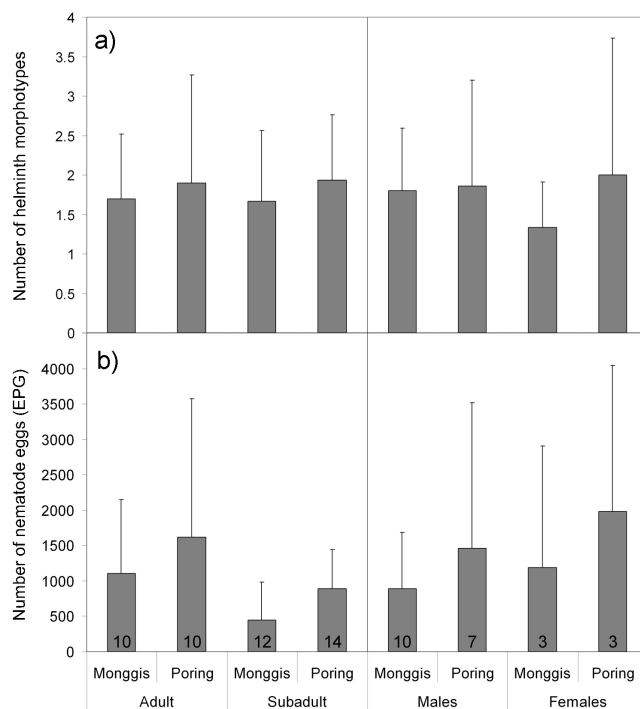 a)
Number of helminth morphotypes
4
3.5
3
2.5
2
1.5
1
0.5
0
b)
Number of nematode eggs (EPG)
4000
3500
3000
2500
2000
1500
1000
500
0
10 10 12 14 10 7 3 3
Monggis Poring Monggis Poring Monggis Poring Monggis Poring
Adult Subadult Males Females